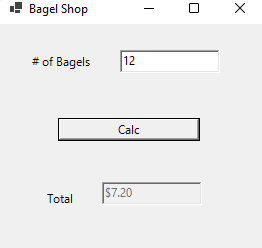 Bagel Shop
# of Bagels 12
Calc
Total $7.20